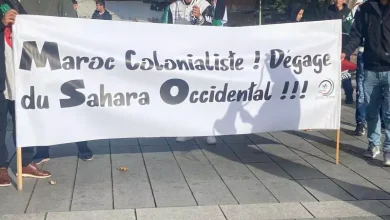 Maroc Colonialiste ! Dégage
du Sahara Occidental !!!